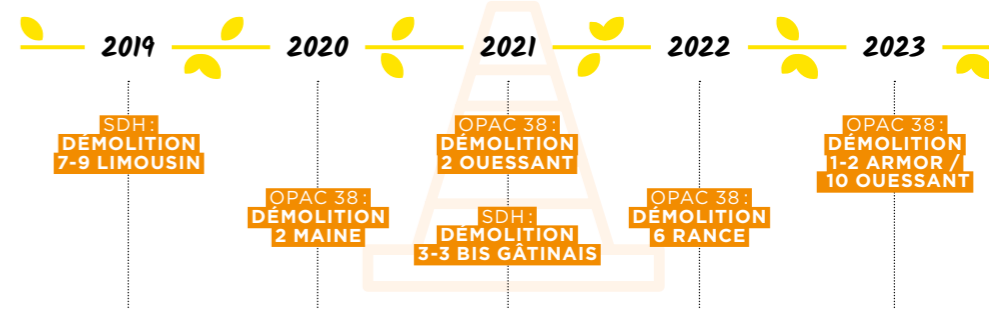 2019 2020 2021 2022 2023
SDH :
DÉMOLITION
7-9 LIMOUSIN
OPAC 38 :
DÉMOLITION
2 MAINE
OPAC 38 :
DÉMOLITION
2 OUESSANT
SDH :
DÉMOLITION
3-3 BIS GÂTINAIS
OPAC 38 :
DÉMOLITION
6 RANCE
OPAC 38 :
DÉMOLITION
1-2 ARMOR /
10 OUESSANT